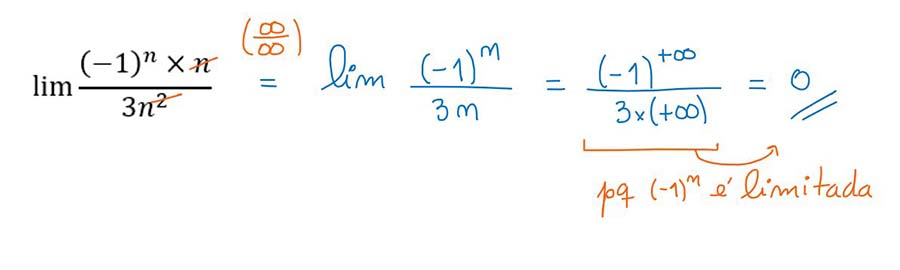 lim (-1)^n × n / 3n² (∞/∞) = lim (-1)^n / 3n = (-1)^{+∞} / 3×(+∞) = 0
pq (-1)^n é limitada